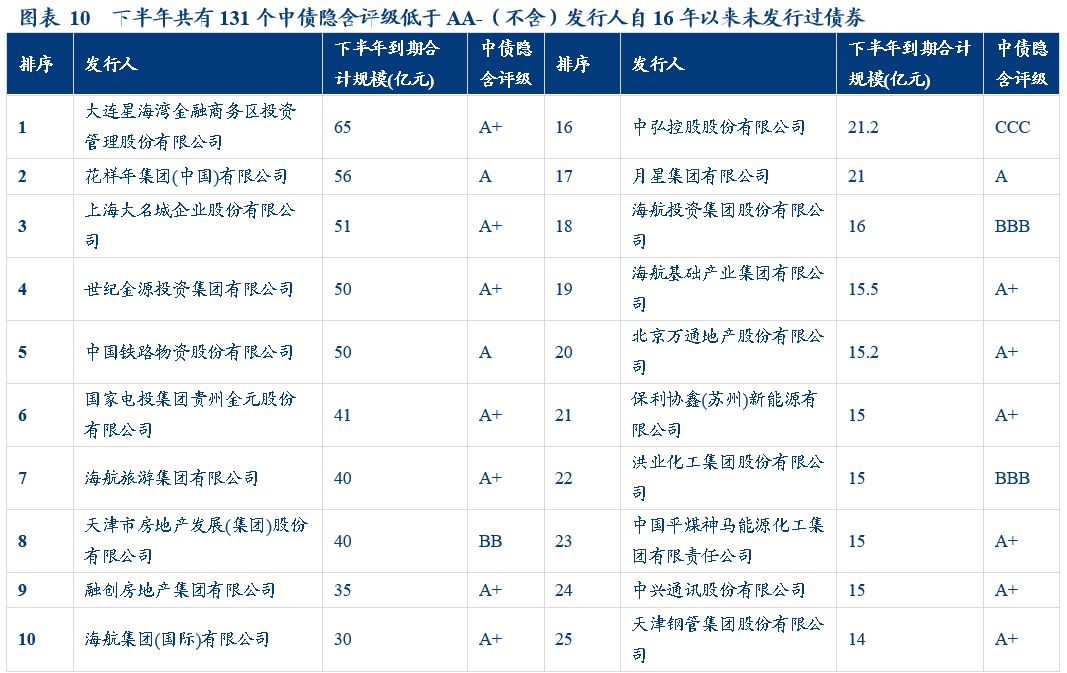 图表 10 下半年共有 131 个中债隐含评级低于 AA-（不含）发行人自 16 年以来未发行过债券
排序 发行人 下半年到期合计规模(亿元) 中债隐含评级 排序 发行人 下半年到期合计规模(亿元) 中债隐含评级
1 大连星海湾金融商务区投资管理股份有限公司 65 A+ 16 中弘控股股份有限公司 21.2 CCC
2 花样年集团(中国)有限公司 56 A 17 月星集团有限公司 21 A
3 上海大名城企业股份有限公司 51 A+ 18 海航投资集团股份有限公司 16 BBB
4 世纪金源投资集团有限公司 50 A+ 19 海航基础产业集团有限公司 15.5 A+
5 中国铁路物资股份有限公司 50 A 20 北京万通地产股份有限公司 15.2 A+
6 国家电投集团贵州金元股份有限公司 41 A+ 21 保利协鑫(苏州)新能源有限公司 15 A+
7 海航旅游集团有限公司 40 A+ 22 洪业化工集团股份有限公司 15 BBB
8 天津市房地产发展(集团)股份有限公司 40 BB 23 中国平煤神马能源化工集团有限责任公司 15 A+
9 融创房地产集团有限公司 35 A+ 24 中兴通讯股份有限公司 15 A+
10 海航集团(国际)有限公司 30 A+ 25 天津钢管集团股份有限公司 14 A+